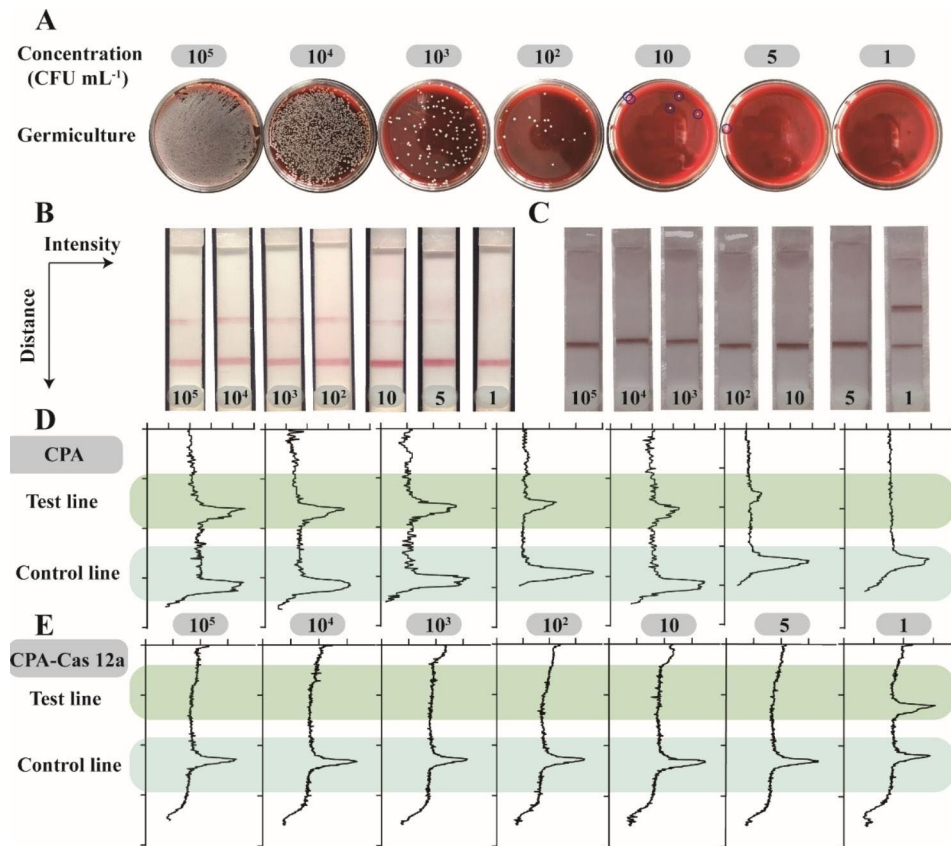 A
Concentration
(CFU mL⁻¹)
10⁵ 10⁴ 10³ 10² 10 5 1
Germiculture
B
Intensity
Distance
10⁵ 10⁴ 10³ 10² 10 5 1
C
10⁵ 10⁴ 10³ 10² 10 5 1
D
CPA
Test line
Control line
E
10⁵ 10⁴ 10³ 10² 10 5 1
CPA-Cas 12a
Test line
Control line